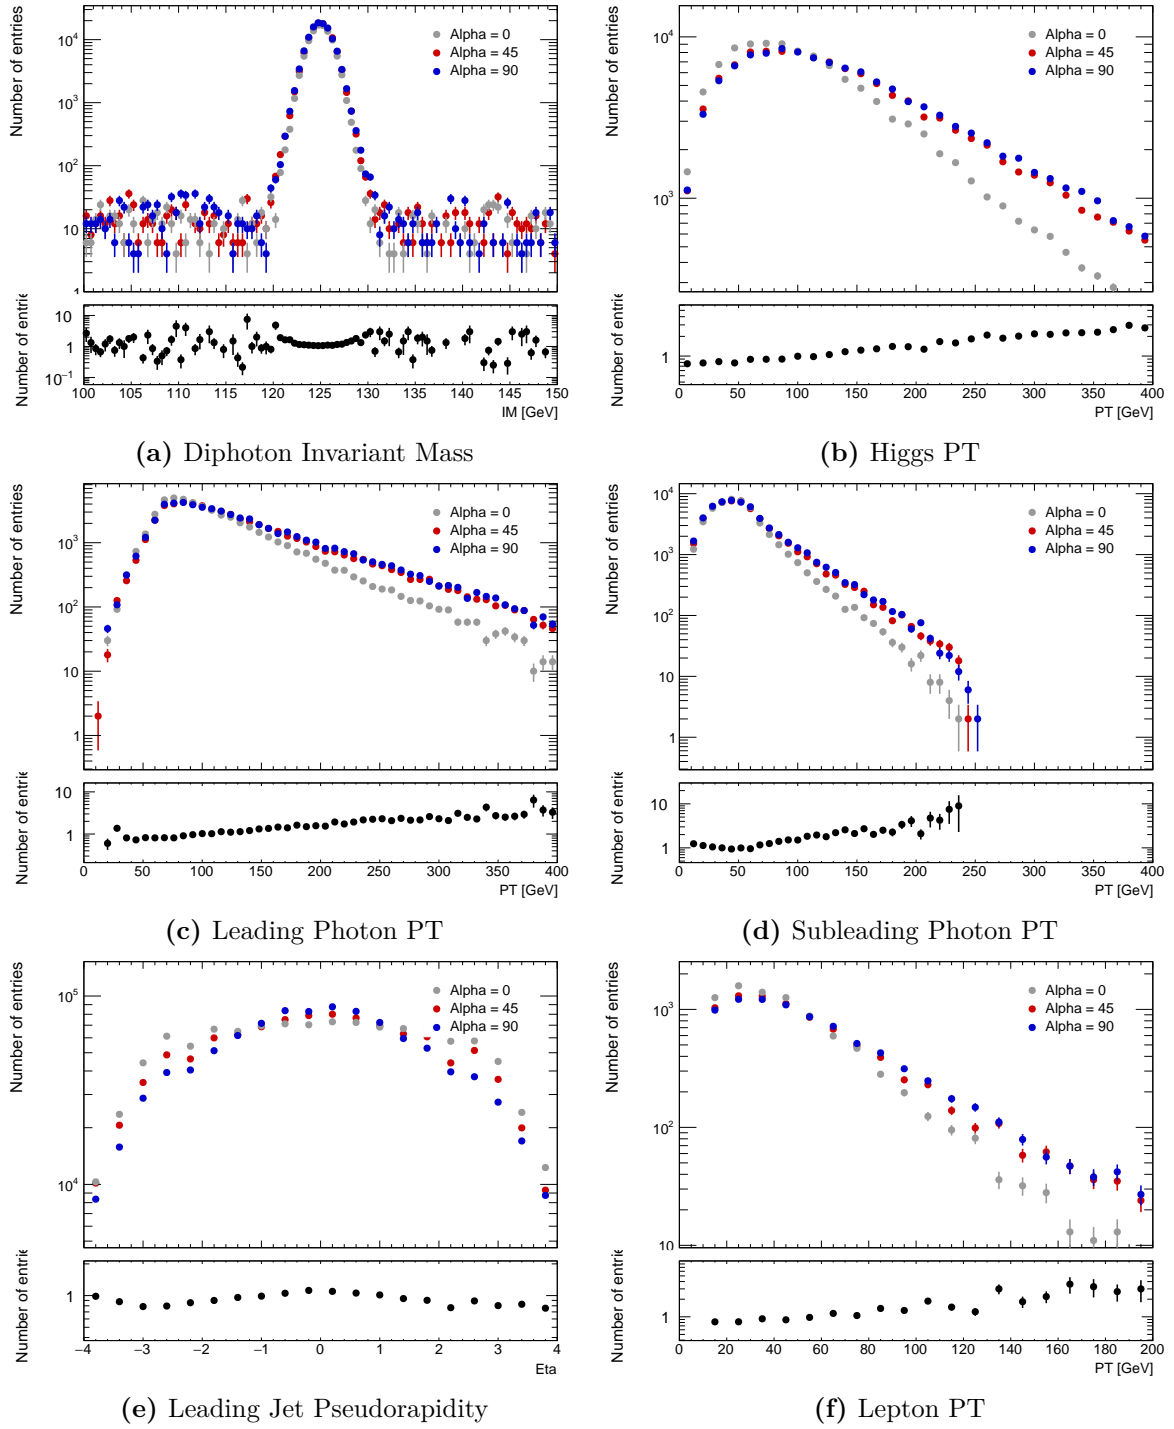 Number of entries
10⁴
10³
10²
10
1
Alpha = 0
Alpha = 45
Alpha = 90
Number of entrie
10
1
10⁻¹
100 105 110 115 120 125 130 135 140 145 150
IM [GeV]
(a) Diphoton Invariant Mass
Number of entries
10⁴
10³
Alpha = 0
Alpha = 45
Alpha = 90
Number of entrie
1
0 50 100 150 200 250 300 350 400
PT [GeV]
(b) Higgs PT
Number of entries
10³
10²
10
1
Alpha = 0
Alpha = 45
Alpha = 90
Number of entrie
10
1
0 50 100 150 200 250 300 350 400
PT [GeV]
(c) Leading Photon PT
Number of entries
10⁴
10³
10²
10
1
Alpha = 0
Alpha = 45
Alpha = 90
Number of entrie
10
1
0 50 100 150 200 250 300 350 400
PT [GeV]
(d) Subleading Photon PT
Number of entries
10⁵
10⁴
Alpha = 0
Alpha = 45
Alpha = 90
Number of entrie
1
−4 −3 −2 −1 0 1 2 3 4
Eta
(e) Leading Jet Pseudorapidity
Number of entries
10³
10²
10
Alpha = 0
Alpha = 45
Alpha = 90
Number of entrie
1
0 20 40 60 80 100 120 140 160 180 200
PT [GeV]
(f) Lepton PT